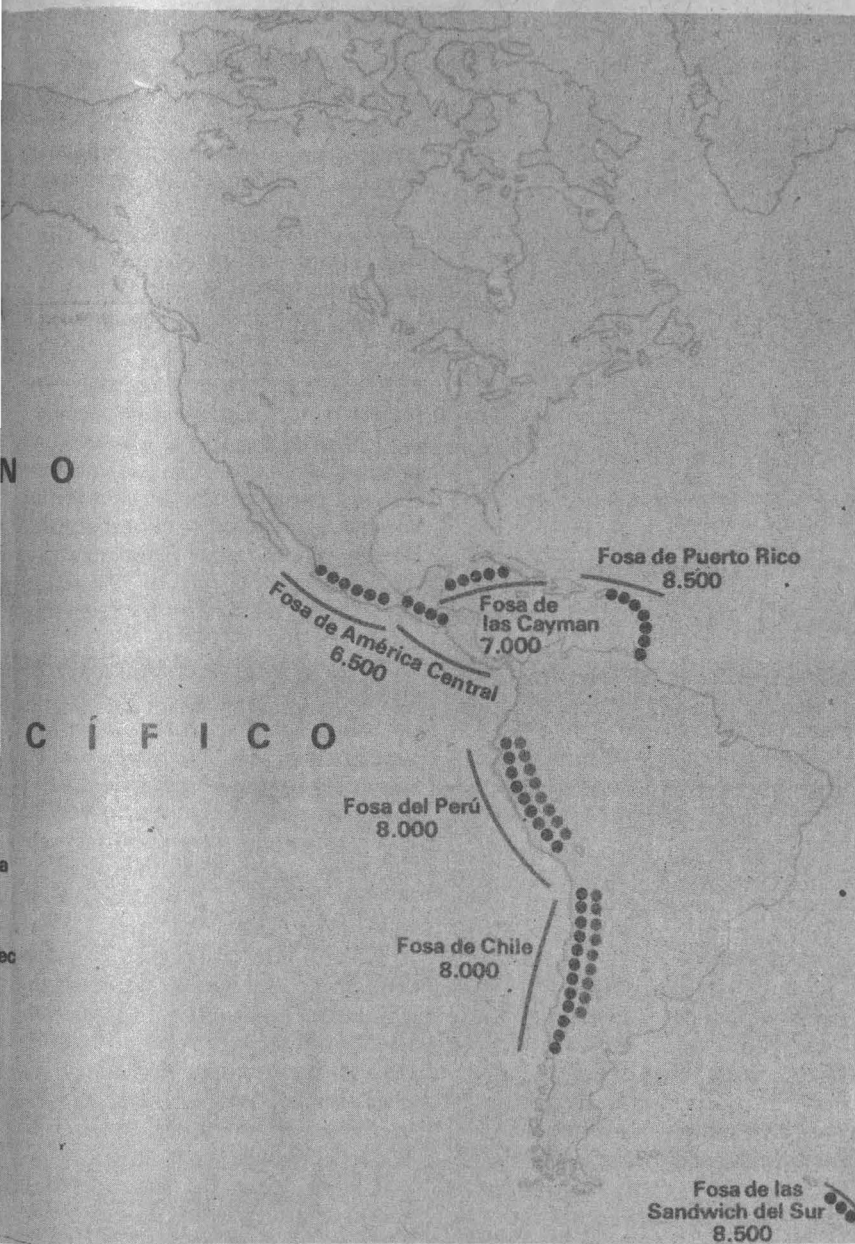 N O
Fosa de Puerto Rico
8.500
Fosa de
las Cayman
7.000
Fosa de América Central
6.500
C Í F I C O
Fosa del Perú
8.000
a
Fosa de Chile
8.000
ec
Fosa de las
Sandwich del Sur
8.500